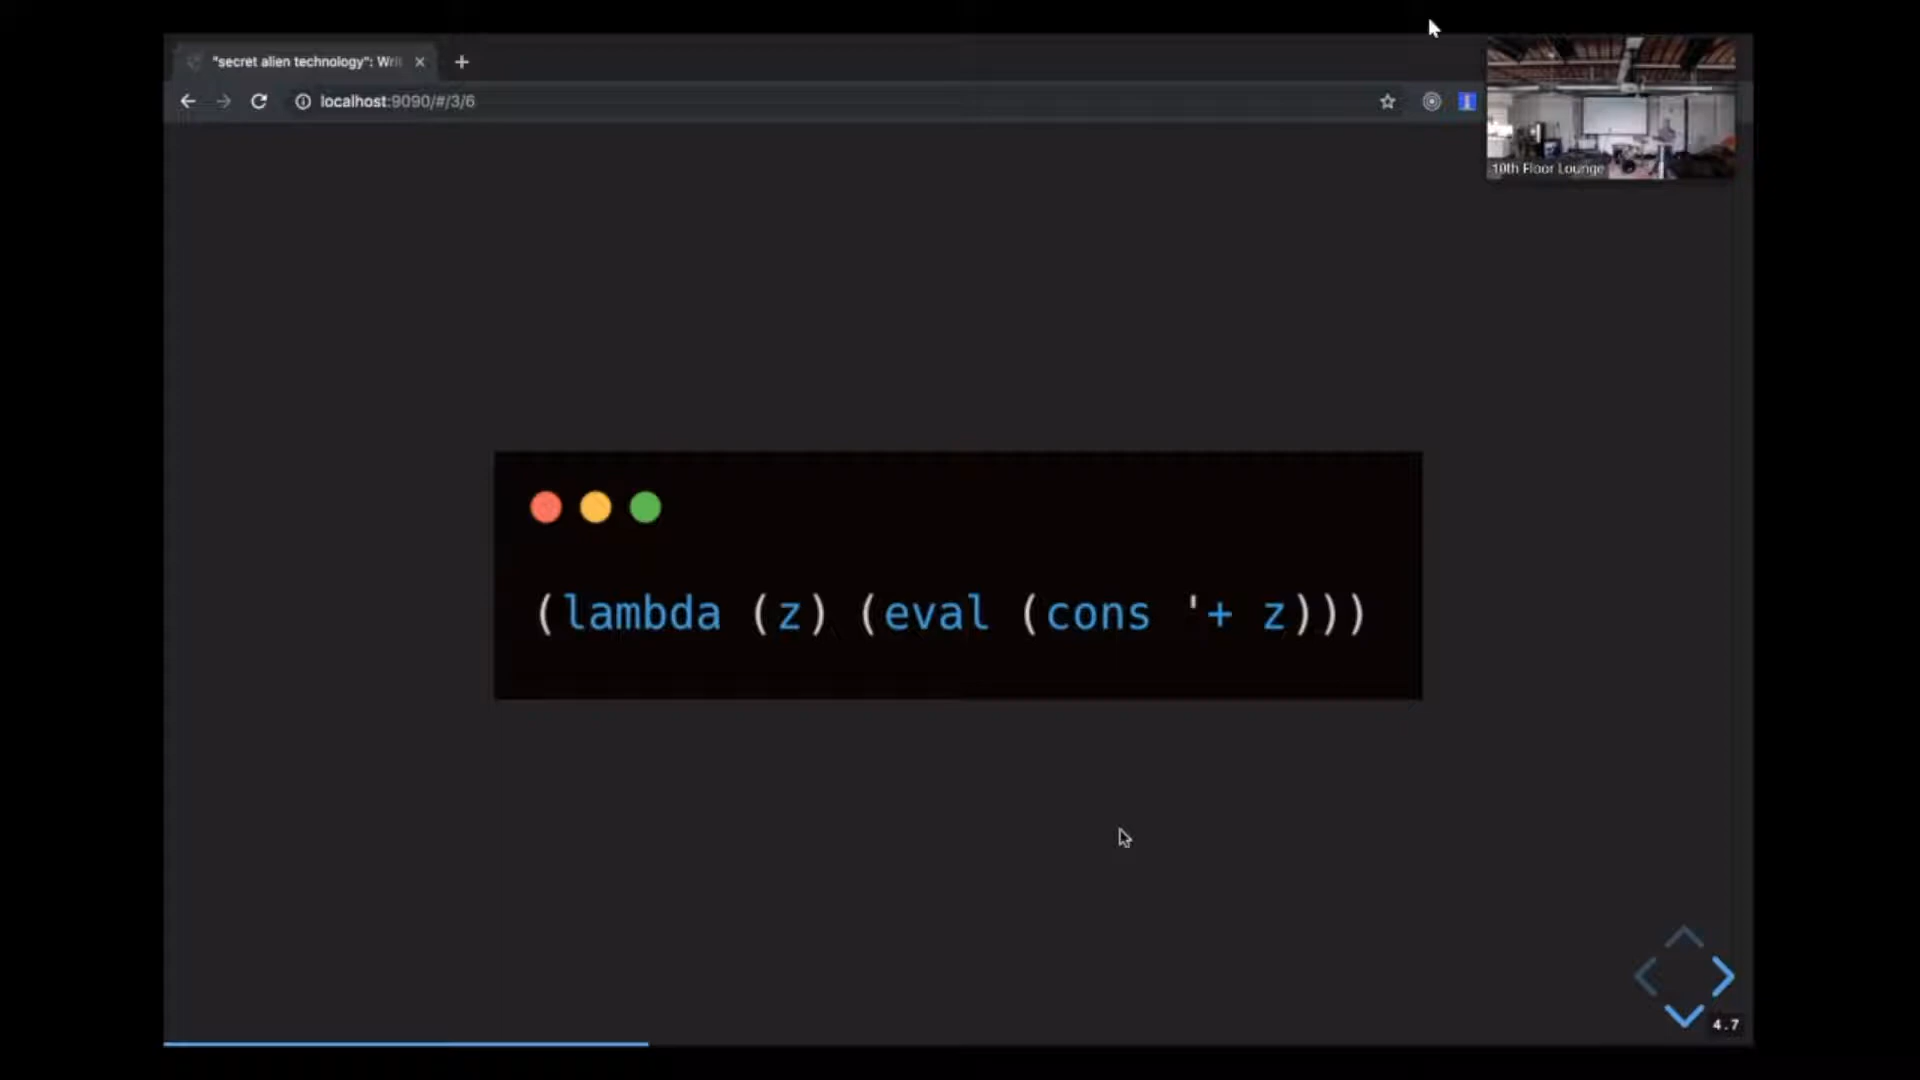 "secret alien technology": Wri
localhost:9090/#/3/6
10th Floor Lounge
(lambda (z) (eval (cons '+ z)))
4.7